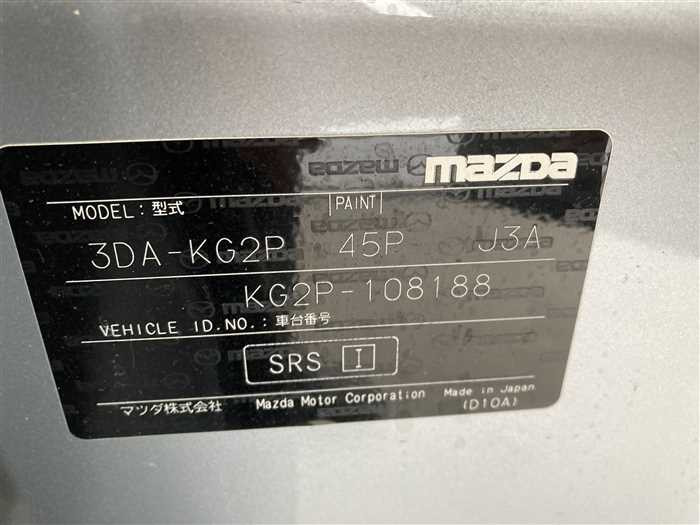 mazda
MODEL: 型式 PAINT
3DA-KG2P 45P J3A
KG2P-108188
VEHICLE ID.NO.: 車台番号
SRS I
マツダ株式会社 Mazda Motor Corporation Made in Japan
(D10A)